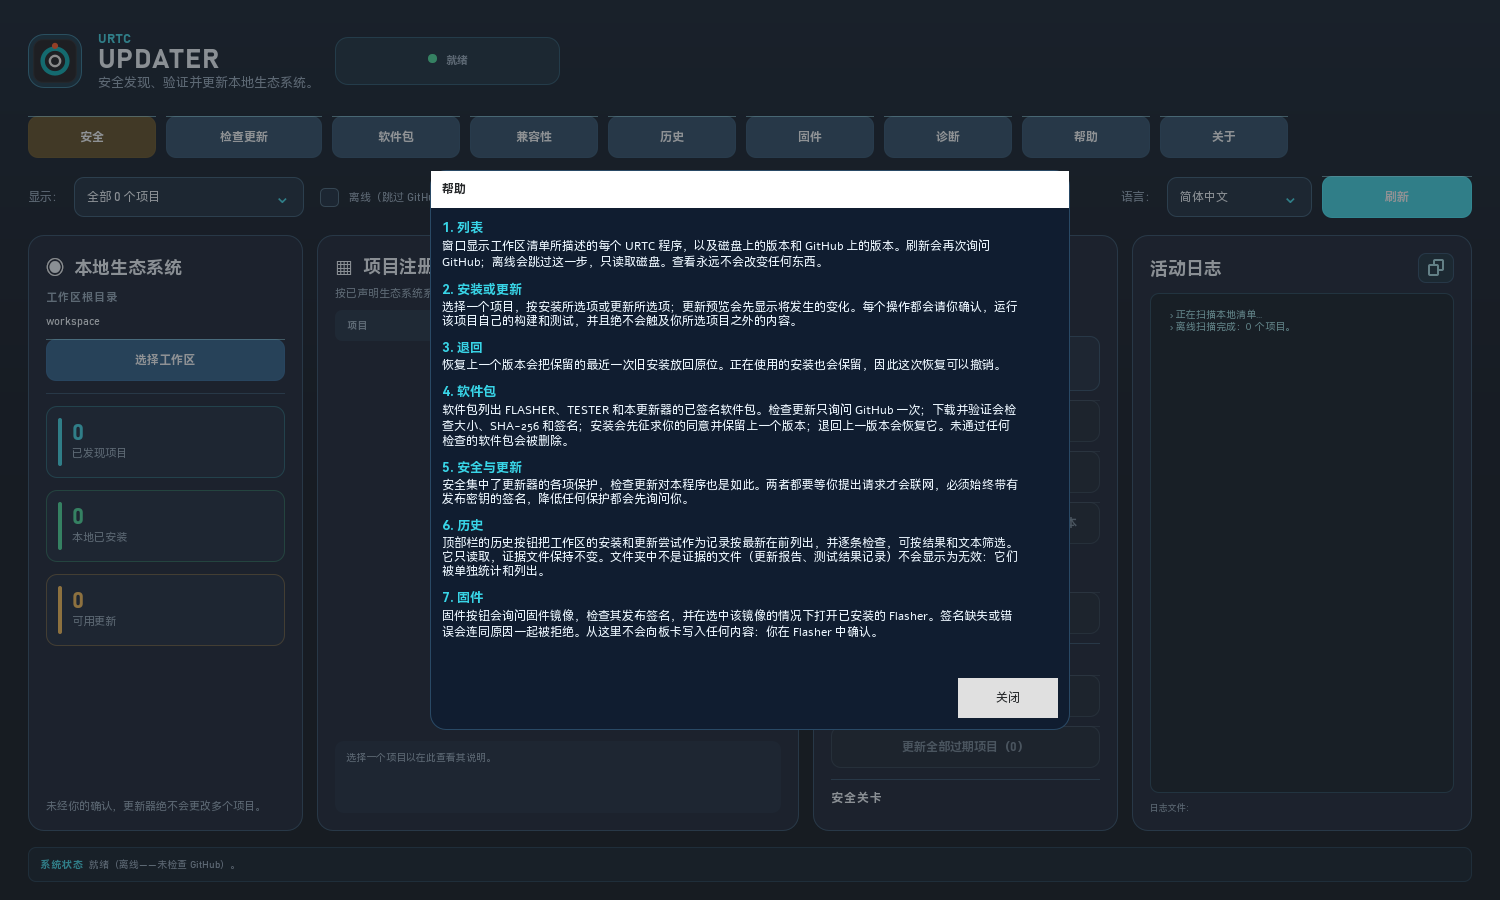 URTC
UPDATER
安全发现、验证并更新本地生态系统。
就绪
安全
检查更新
软件包
兼容性
历史
固件
诊断
帮助
关于
显示：
全部 0 个项目
离线（跳过 GitHu
语言：
简体中文
刷新
帮助
1. 列表
窗口显示工作区清单所描述的每个 URTC 程序，以及磁盘上的版本和 GitHub 上的版本。刷新会再次询问
GitHub；离线会跳过这一步，只读取磁盘。查看永远不会改变任何东西。
2. 安装或更新
选择一个项目，按安装所选项或更新所选项；更新预览会先显示将发生的变化。每个操作都会请你确认，运行
该项目自己的构建和测试，并且绝不会触及你所选项目之外的内容。
3. 退回
恢复上一个版本会把保留的最近一次旧安装放回原位。正在使用的安装也会保留，因此这次恢复可以撤销。
4. 软件包
软件包列出 FLASHER、TESTER 和本更新器的已签名软件包。检查更新只询问 GitHub 一次；下载并验证会检
查大小、SHA-256 和签名；安装会先征求你的同意并保留上一个版本；退回上一版本会恢复它。未通过任何
检查的软件包会被删除。
5. 安全与更新
安全集中了更新器的各项保护，检查更新对本程序也是如此。两者都要等你提出请求才会联网，必须始终带有
发布密钥的签名，降低任何保护都会先询问你。
6. 历史
顶部栏的历史按钮把工作区的安装和更新尝试作为记录按最新在前列出，并逐条检查，可按结果和文本筛选。
它只读取，证据文件保持不变。文件夹中不是证据的文件（更新报告、测试结果记录）不会显示为无效：它们
被单独统计和列出。
7. 固件
固件按钮会询问固件镜像，检查其发布签名，并在选中该镜像的情况下打开已安装的 Flasher。签名缺失或错
误会连同原因一起被拒绝。从这里不会向板卡写入任何内容：你在 Flasher 中确认。
关闭
本地生态系统
工作区根目录
workspace
选择工作区
0
已发现项目
0
本地已安装
0
可用更新
未经你的确认，更新器绝不会更改多个项目。
项目注册
按已声明生态系统系
项目
选择一个项目以在此查看其说明。
本
更新全部过期项目（0）
安全关卡
活动日志
› 正在扫描本地清单…
› 离线扫描完成：0 个项目。
日志文件:
系统状态 就绪（离线——未检查 GitHub）。